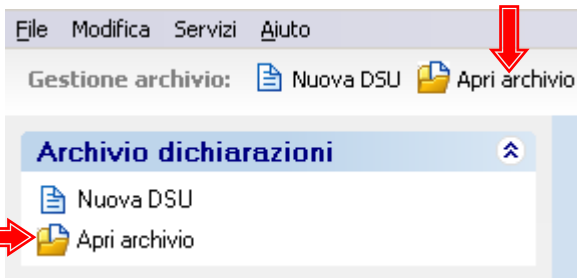 File Modifica Servizi Aiuto
Gestione archivio: Nuova DSU Apri archivio
Archivio dichiarazioni
Nuova DSU
Apri archivio